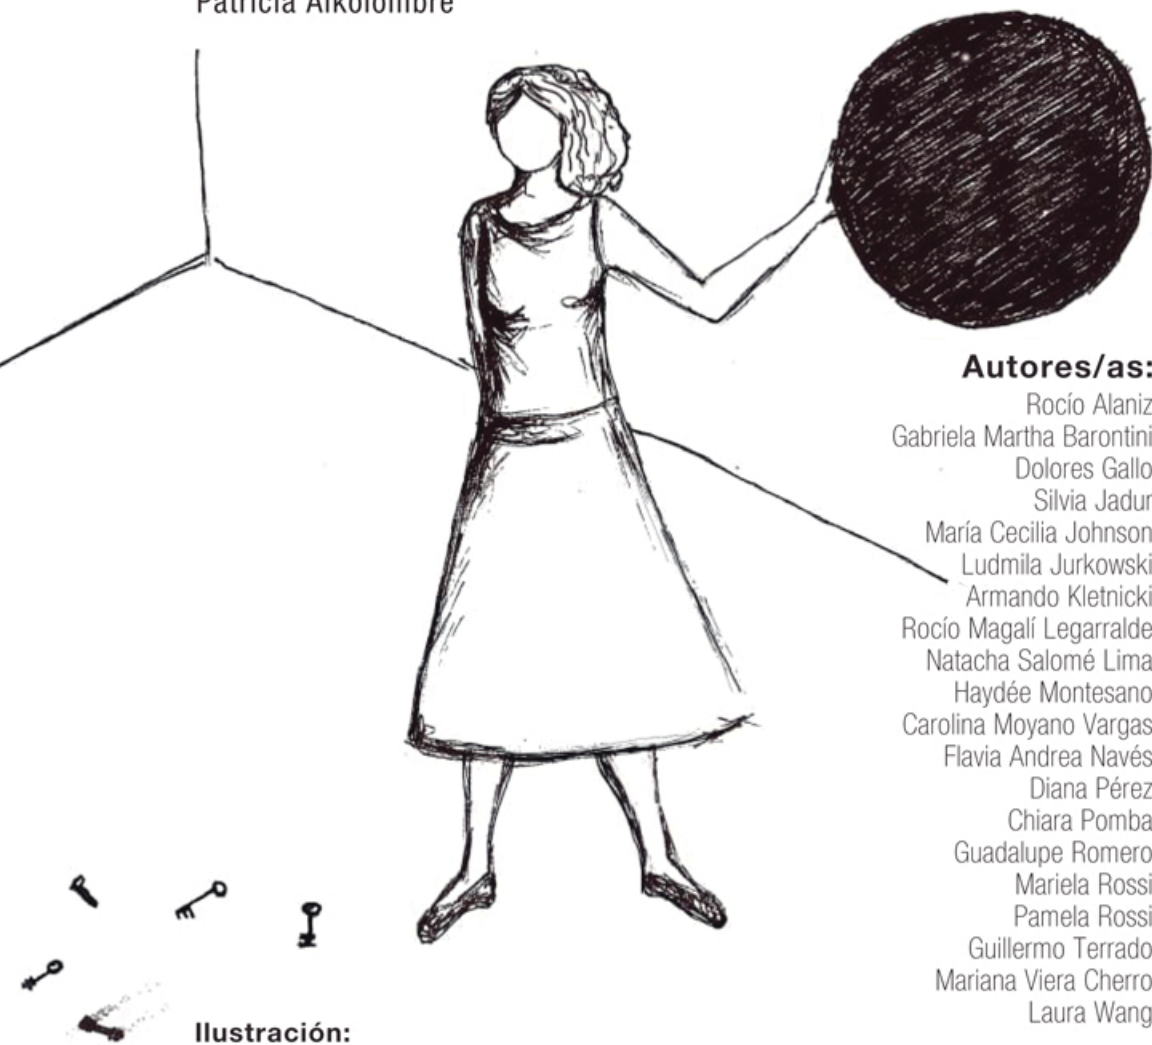 Patricia Alkolombre
Autores/as:
Rocío Alaniz
Gabriela Martha Barontini
Dolores Gallo
Silvia Jadur
María Cecilia Johnson
Ludmila Jurkowski
Armando Kletnicki
Rocío Magalí Legarralde
Natacha Salomé Lima
Haydée Montesano
Carolina Moyano Vargas
Flavia Andrea Navés
Diana Pérez
Chiara Pomba
Guadalupe Romero
Mariela Rossi
Pamela Rossi
Guillermo Terrado
Mariana Viera Cherro
Laura Wang
Ilustración: